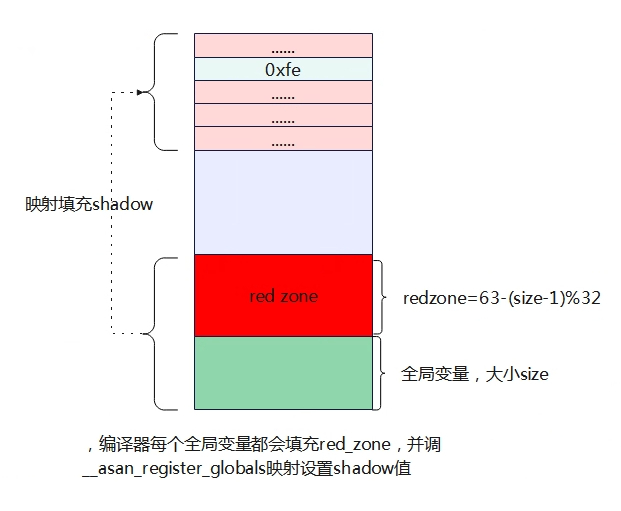 ......
0xfe
......
......
......
映射填充shadow
red zone
redzone=63-(size-1)%32
全局变量，大小size
，编译器每个全局变量都会填充red_zone，并调
__asan_register_globals映射设置shadow值